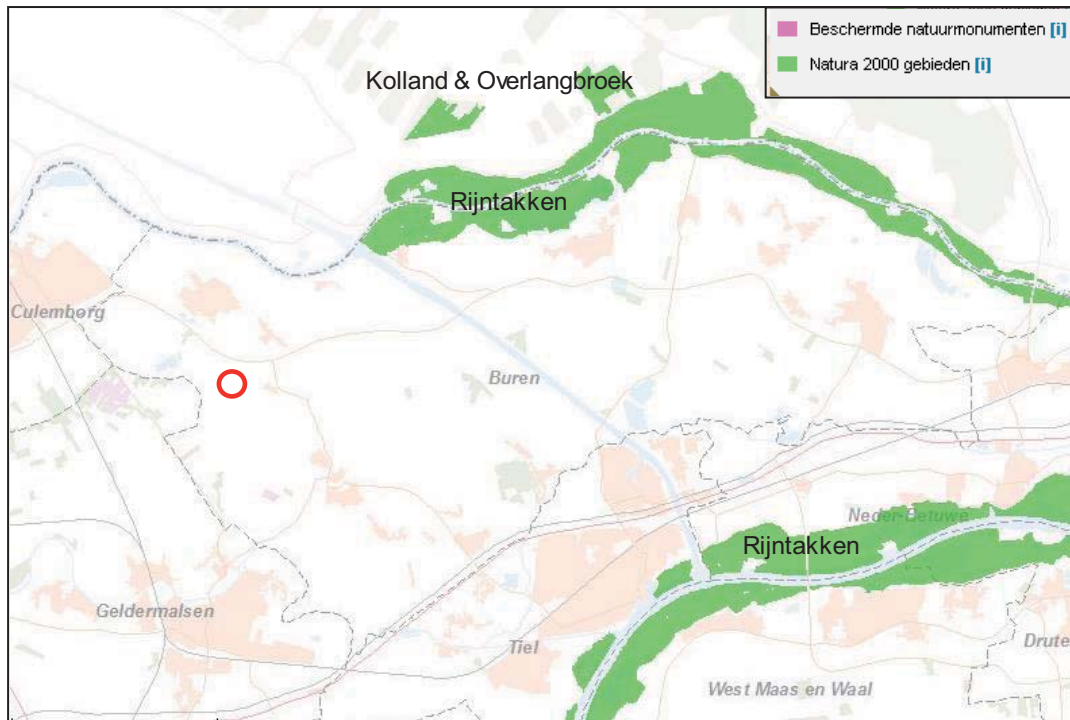 Beschermde natuurmonumenten [i]
Natura 2000 gebieden [i]
Kolland & Overlangbroek
Rijntakken
Culemborg
Buren
Neder-Betuwe
Rijntakken
Geldermalsen
Tiel
Drute
West Maas en Waal